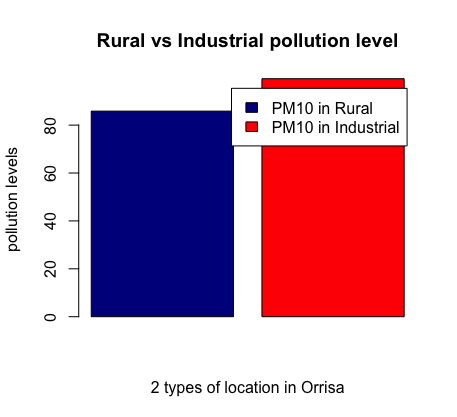 Rural vs Industrial pollution level
PM10 in Rural
PM10 in Industrial
pollution levels
80
60
40
20
0
2 types of location in Orrisa